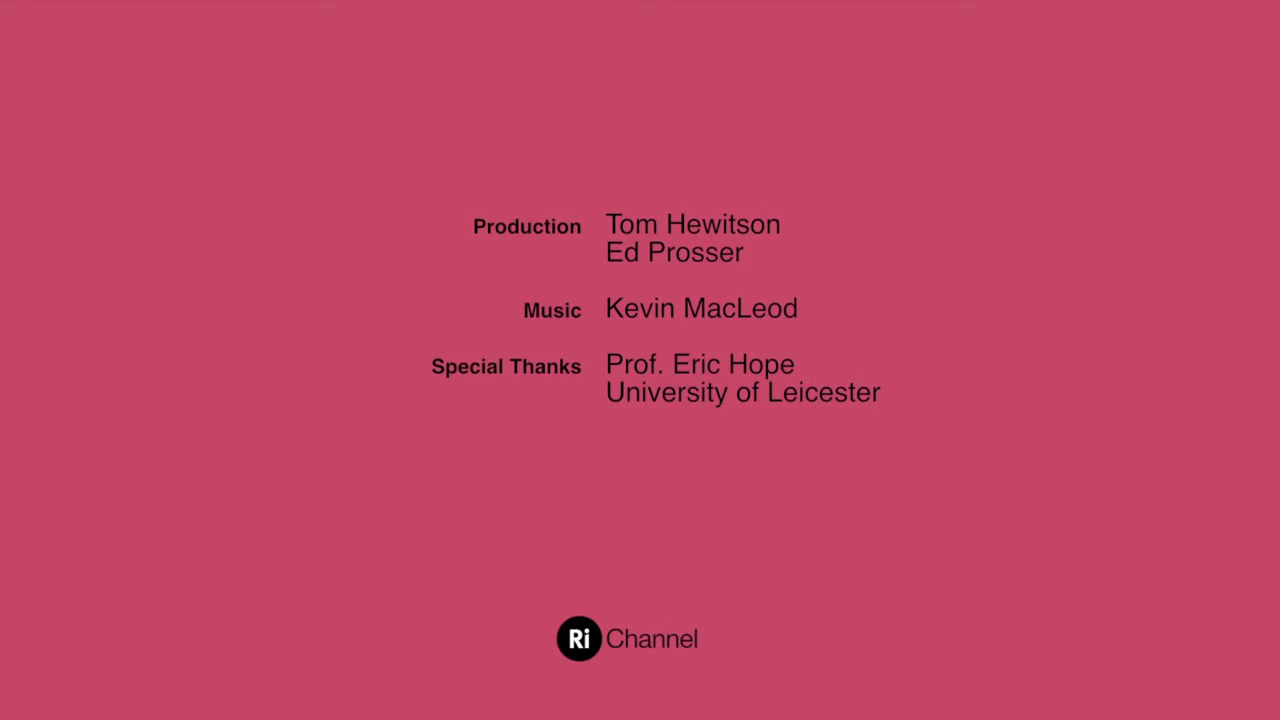 Production Tom Hewitson
Ed Prosser
Music Kevin MacLeod
Special Thanks Prof. Eric Hope
University of Leicester
Ri Channel